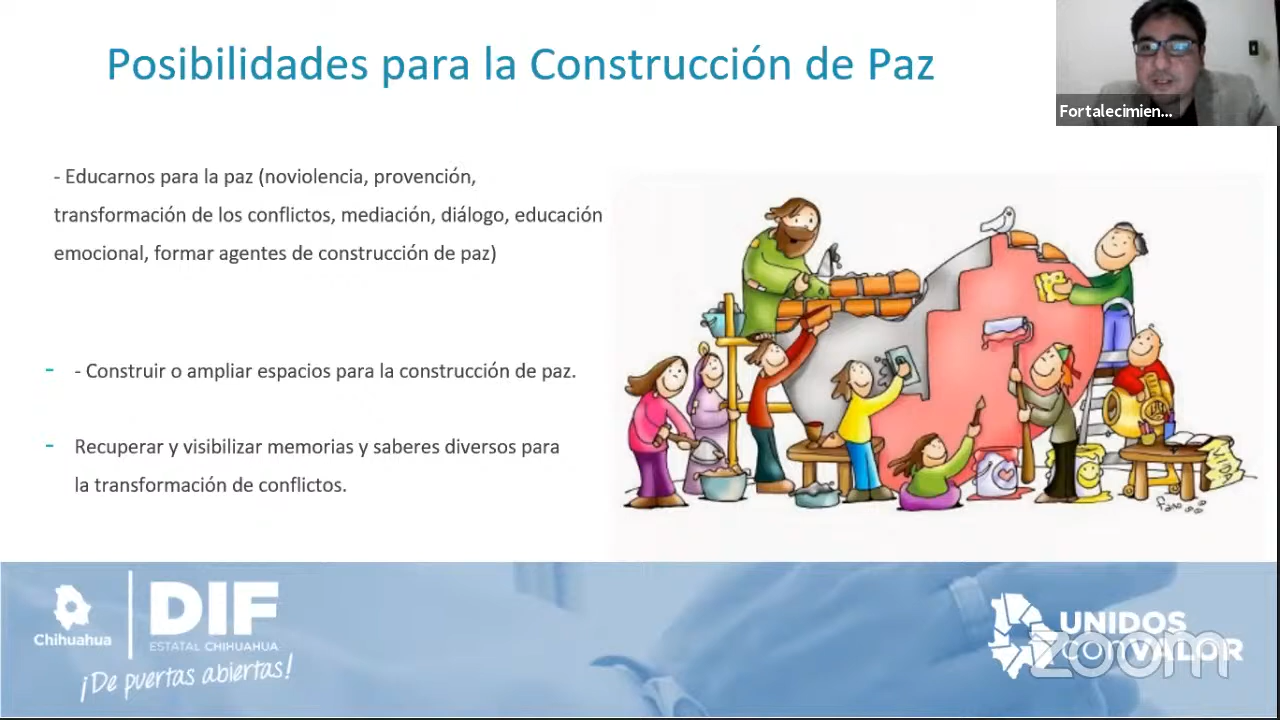 Posibilidades para la Construcción de Paz
Fortalecimien...
- Educarnos para la paz (noviolencia, provención,
transformación de los conflictos, mediación, diálogo, educación
emocional, formar agentes de construcción de paz)
- - Construir o ampliar espacios para la construcción de paz.
- Recuperar y visibilizar memorias y saberes diversos para
la transformación de conflictos.
Chihuahua
DIF
ESTATAL CHIHUAHUA
¡De puertas abiertas!
UNIDOS
con VALOR
zoom